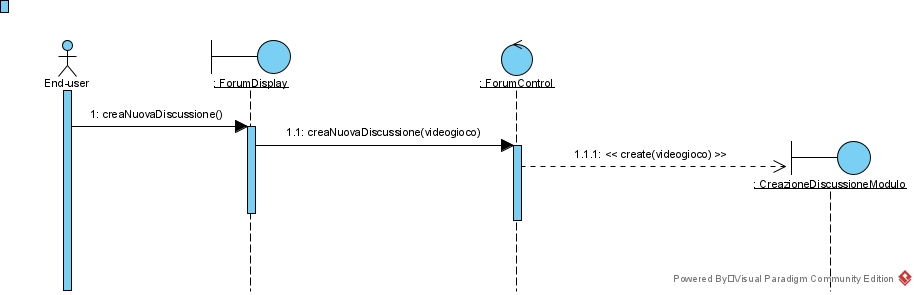 End-user
: ForumDisplay
: ForumControl
1: creaNuovaDiscussione()
1.1: creaNuovaDiscussione(videogioco)
1.1.1: << create(videogioco) >>
: CreazioneDiscussioneModulo
Powered By Visual Paradigm Community Edition